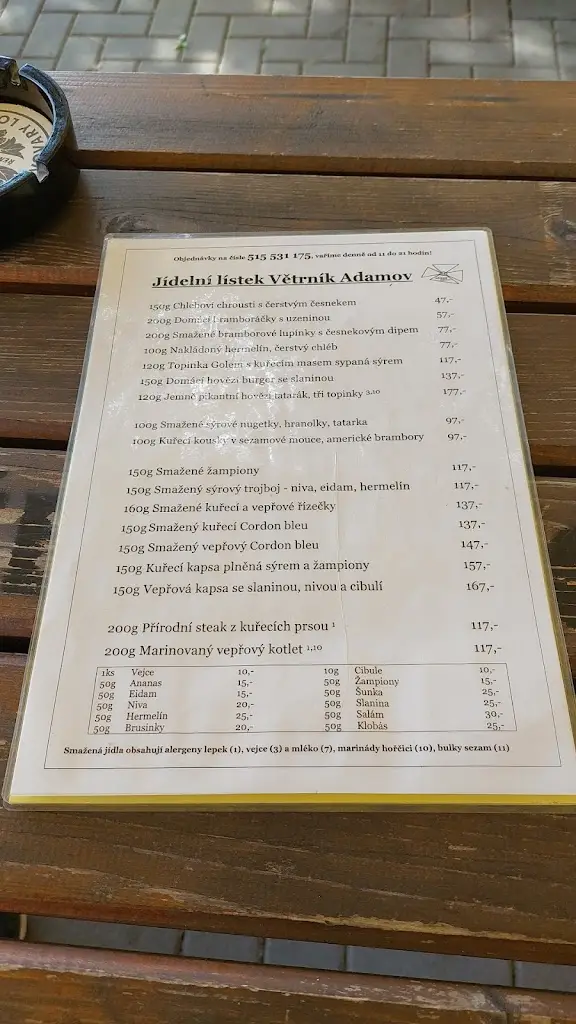 VARY LO
Objednávky na čísle 515 531 175, vaříme denně od 11 do 21 hodin!
Jídelní lístek Větrník Adamov
150g Chleboví chrousti s čerstvým česnekem 47,-
200g Domácí bramboráčky s uzeninou 57,-
200g Smažené bramborové lupínky s česnekovým dipem 77,-
100g Nakládaný hermelín, čerstvý chléb 77,-
120g Topinka Golem s kuřecím masem sypaná sýrem 117,-
150g Domácí hovězí burger se slaninou 137,-
120g Jemně pikantní hovězí tatarák, tři topinky 3,10 177,-
100g Smažené sýrové nugetky, hranolky, tatarka 97,-
100g Kuřecí kousky v sezamové mouce, americké brambory 97,-
150g Smažené žampiony 117,-
150g Smažený sýrový trojboj - niva, eidam, hermelín 117,-
160g Smažené kuřecí a vepřové řízečky 137,-
150g Smažený kuřecí Cordon bleu 137,-
150g Smažený vepřový Cordon bleu 147,-
150g Kuřecí kapsa plněná sýrem a žampiony 157,-
150g Vepřová kapsa se slaninou, nivou a cibulí 167,-
200g Přírodní steak z kuřecích prsou 1 117,-
200g Marinovaný vepřový kotlet 1,10 117,-
1ks Vejce 10,- 10g Cibule 10,-
50g Ananas 15,- 50g Žampiony 15,-
50g Eidam 15,- 50g Šunka 25,-
50g Niva 20,- 50g Slanina 25,-
50g Hermelín 25,- 50g Salám 30,-
50g Brusinky 20,- 50g Klobás 25,-
Smažená jídla obsahují alergeny lepek (1), vejce (3) a mléko (7), marinády hořčici (10), bulky sezam (11)